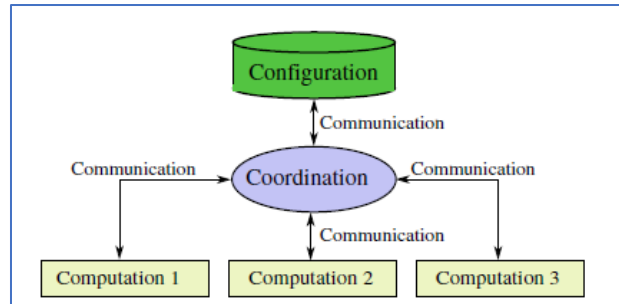 Configuration
Communication
Communication
Coordination
Communication
Communication
Computation 1
Computation 2
Computation 3